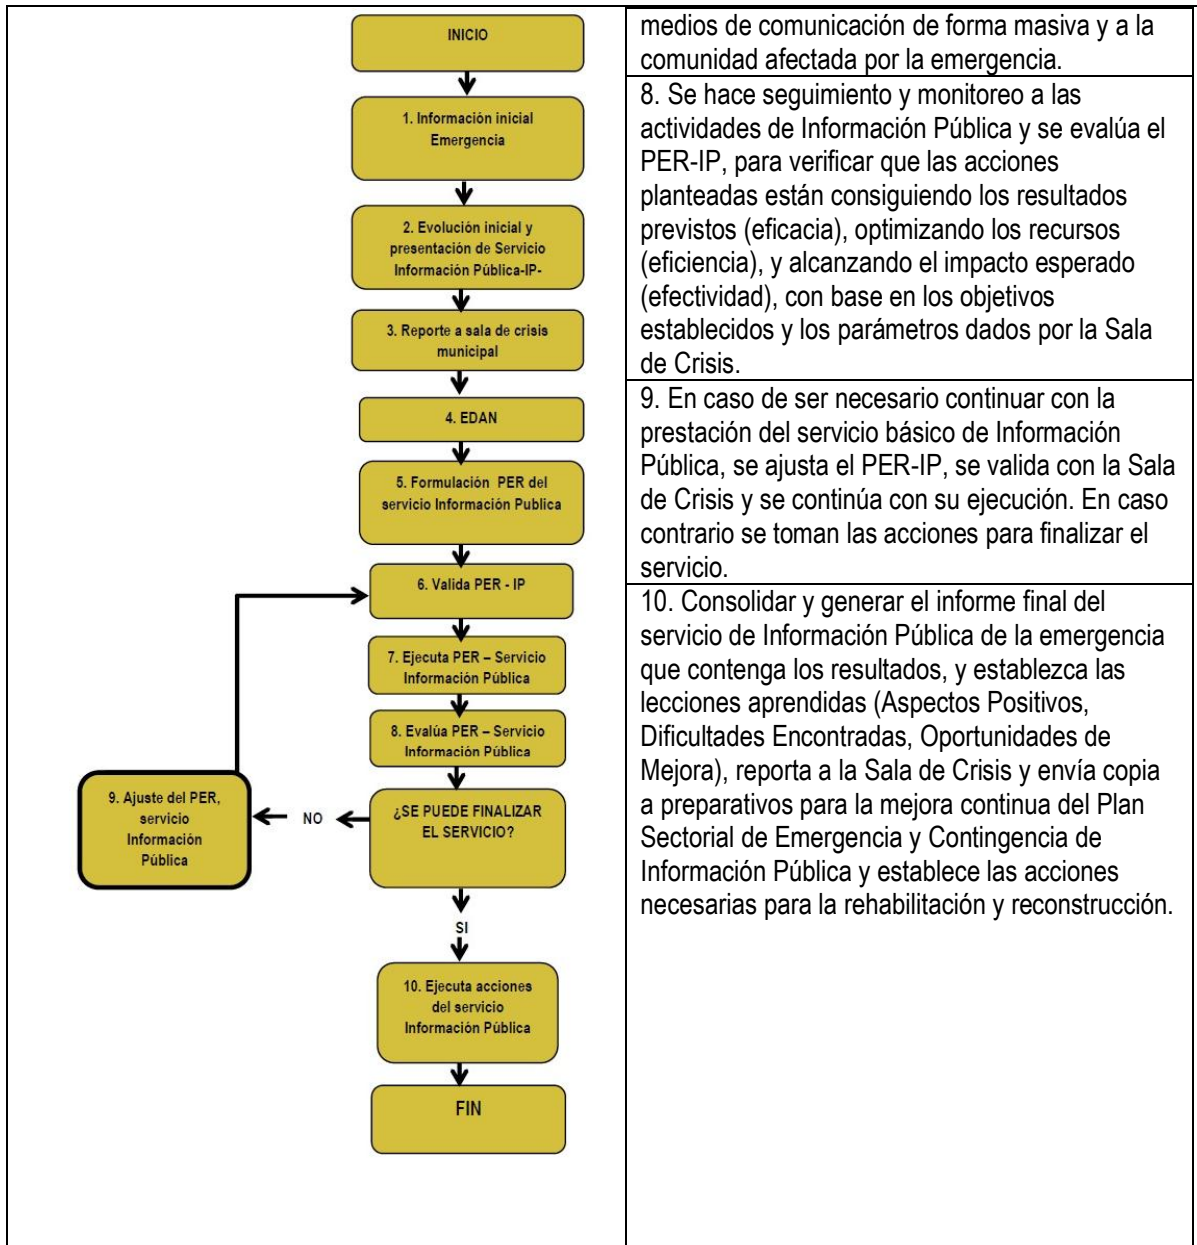 INICIO
1. Información inicial
Emergencia
2. Evolución inicial y
presentación de Servicio
Información Pública-IP-
3. Reporte a sala de crisis
municipal
4. EDAN
5. Formulación PER del
servicio Información Publica
6. Valida PER - IP
7. Ejecuta PER – Servicio
Información Pública
8. Evalúa PER – Servicio
Información Pública
¿SE PUEDE FINALIZAR
EL SERVICIO?
NO
9. Ajuste del PER,
servicio
Información
Pública
SI
10. Ejecuta acciones
del servicio
Información Pública
FIN
medios de comunicación de forma masiva y a la
comunidad afectada por la emergencia.
8. Se hace seguimiento y monitoreo a las
actividades de Información Pública y se evalúa el
PER-IP, para verificar que las acciones
planteadas están consiguiendo los resultados
previstos (eficacia), optimizando los recursos
(eficiencia), y alcanzando el impacto esperado
(efectividad), con base en los objetivos
establecidos y los parámetros dados por la Sala
de Crisis.
9. En caso de ser necesario continuar con la
prestación del servicio básico de Información
Pública, se ajusta el PER-IP, se valida con la Sala
de Crisis y se continúa con su ejecución. En caso
contrario se toman las acciones para finalizar el
servicio.
10. Consolidar y generar el informe final del
servicio de Información Pública de la emergencia
que contenga los resultados, y establezca las
lecciones aprendidas (Aspectos Positivos,
Dificultades Encontradas, Oportunidades de
Mejora), reporta a la Sala de Crisis y envía copia
a preparativos para la mejora continua del Plan
Sectorial de Emergencia y Contingencia de
Información Pública y establece las acciones
necesarias para la rehabilitación y reconstrucción.